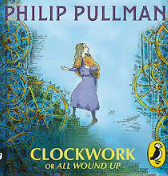 PHILIP PULLMAN
CLOCKWORK
OR ALL WOUND UP